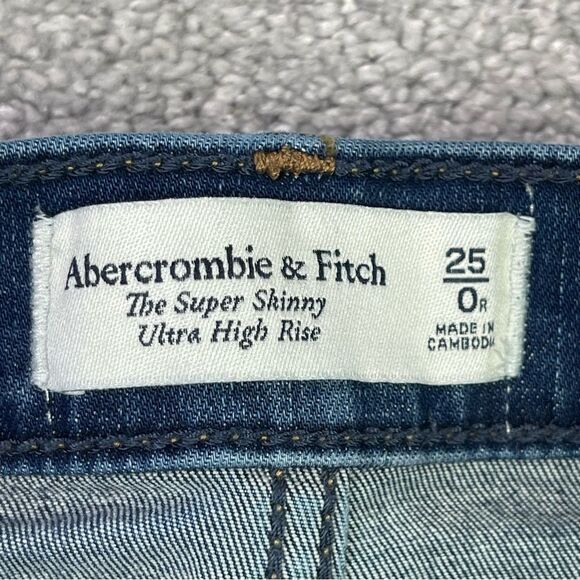 Abercrombie & Fitch
The Super Skinny
Ultra High Rise
25
0R
MADE IN
CAMBODIA